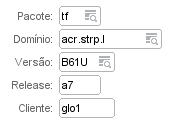 Pacote: tf
Domínio: acr.strp.l
Versão: B61U
Release: a7
Cliente: glo1